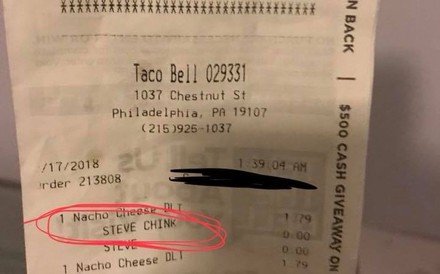 XXXXXXXXXXXXXXXXXXXXXXXXXXXXX
Taco Bell 029331
1037 Chestnut St
Philadelphia, PA 19107
(215)925-1037
/17/2018 1:39:04 AM
rder 213808
1 Nacho Cheese DLT 1.79
STEVE CHINK 0.00
STEVE 0.00
1 Nacho Cheese DLT 1.79
N BACK | $500 CASH GIVEAWAY ON